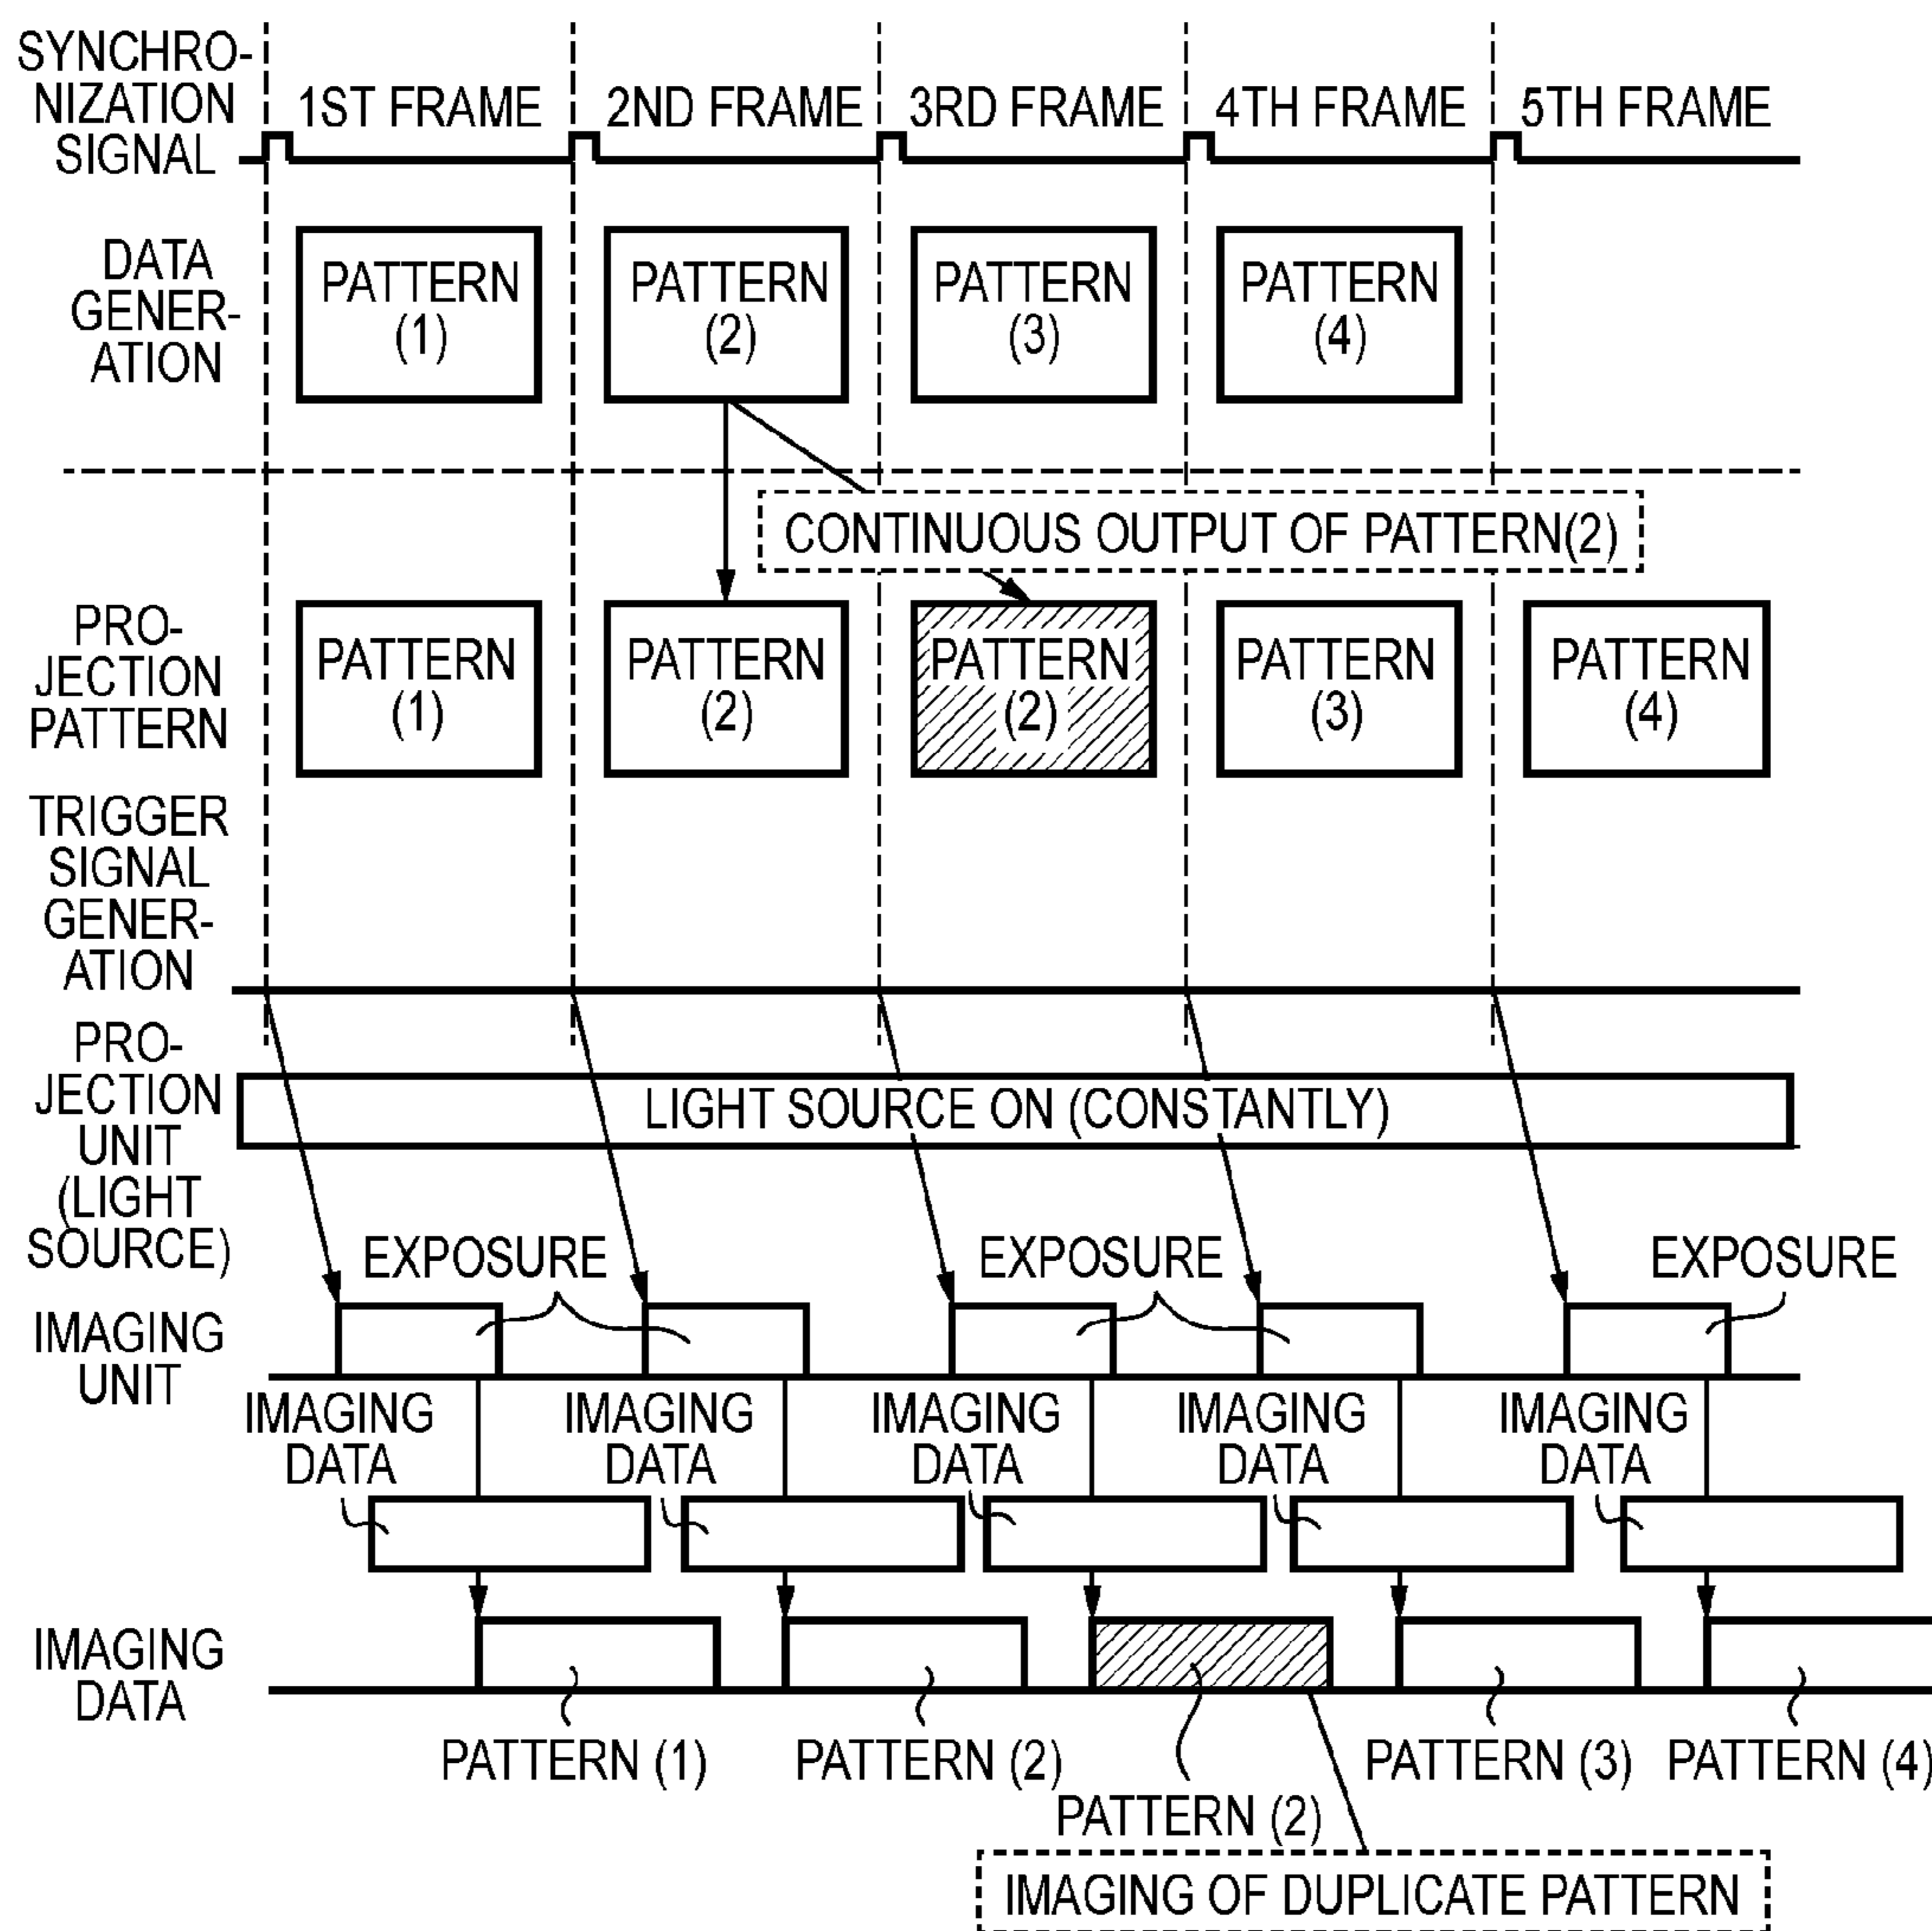 SYNCHRO-
NIZATION
SIGNAL
1ST FRAME
2ND FRAME
3RD FRAME
4TH FRAME
5TH FRAME
DATA
GENER-
ATION
PATTERN
(1)
PATTERN
(2)
PATTERN
(3)
PATTERN
(4)
CONTINUOUS OUTPUT OF PATTERN(2)
PRO-
JECTION
PATTERN
PATTERN
(1)
PATTERN
(2)
PATTERN
(2)
PATTERN
(3)
PATTERN
(4)
TRIGGER
SIGNAL
GENER-
ATION
PRO-
JECTION
UNIT
(LIGHT
SOURCE)
LIGHT SOURCE ON (CONSTANTLY)
EXPOSURE
EXPOSURE
EXPOSURE
IMAGING
UNIT
IMAGING
DATA
IMAGING
DATA
IMAGING
DATA
IMAGING
DATA
IMAGING
DATA
IMAGING
DATA
PATTERN (1)
PATTERN (2)
PATTERN (2)
PATTERN (3)
PATTERN (4)
IMAGING OF DUPLICATE PATTERN